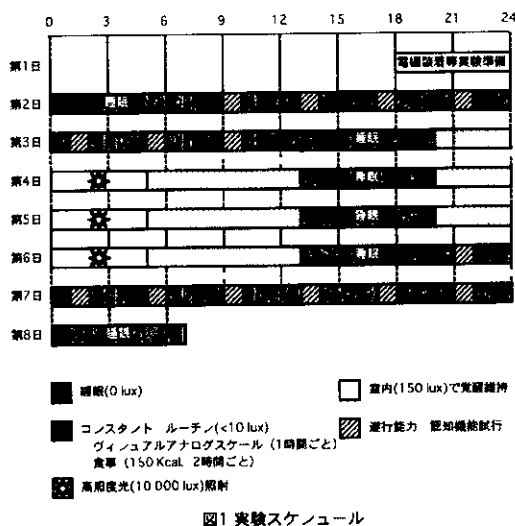 0 3 6 9 12 15 18 21 24
第1日
電極装着等実験準備
第2日 睡眠
第3日 睡眠
第4日 睡眠
第5日 睡眠
第6日 睡眠
第7日
第8日 睡眠
睡眠(0 lux) 室内(150 lux)で覚醒維持
コンスタント ルーチン(<10 lux) 遂行能力 認知機能試行
ヴィジュアルアナログスケール (1時間ごと)
食事 (150 Kcal, 2時間ごと)
高照度光(10 000 lux)照射
図1 実験スケジュール